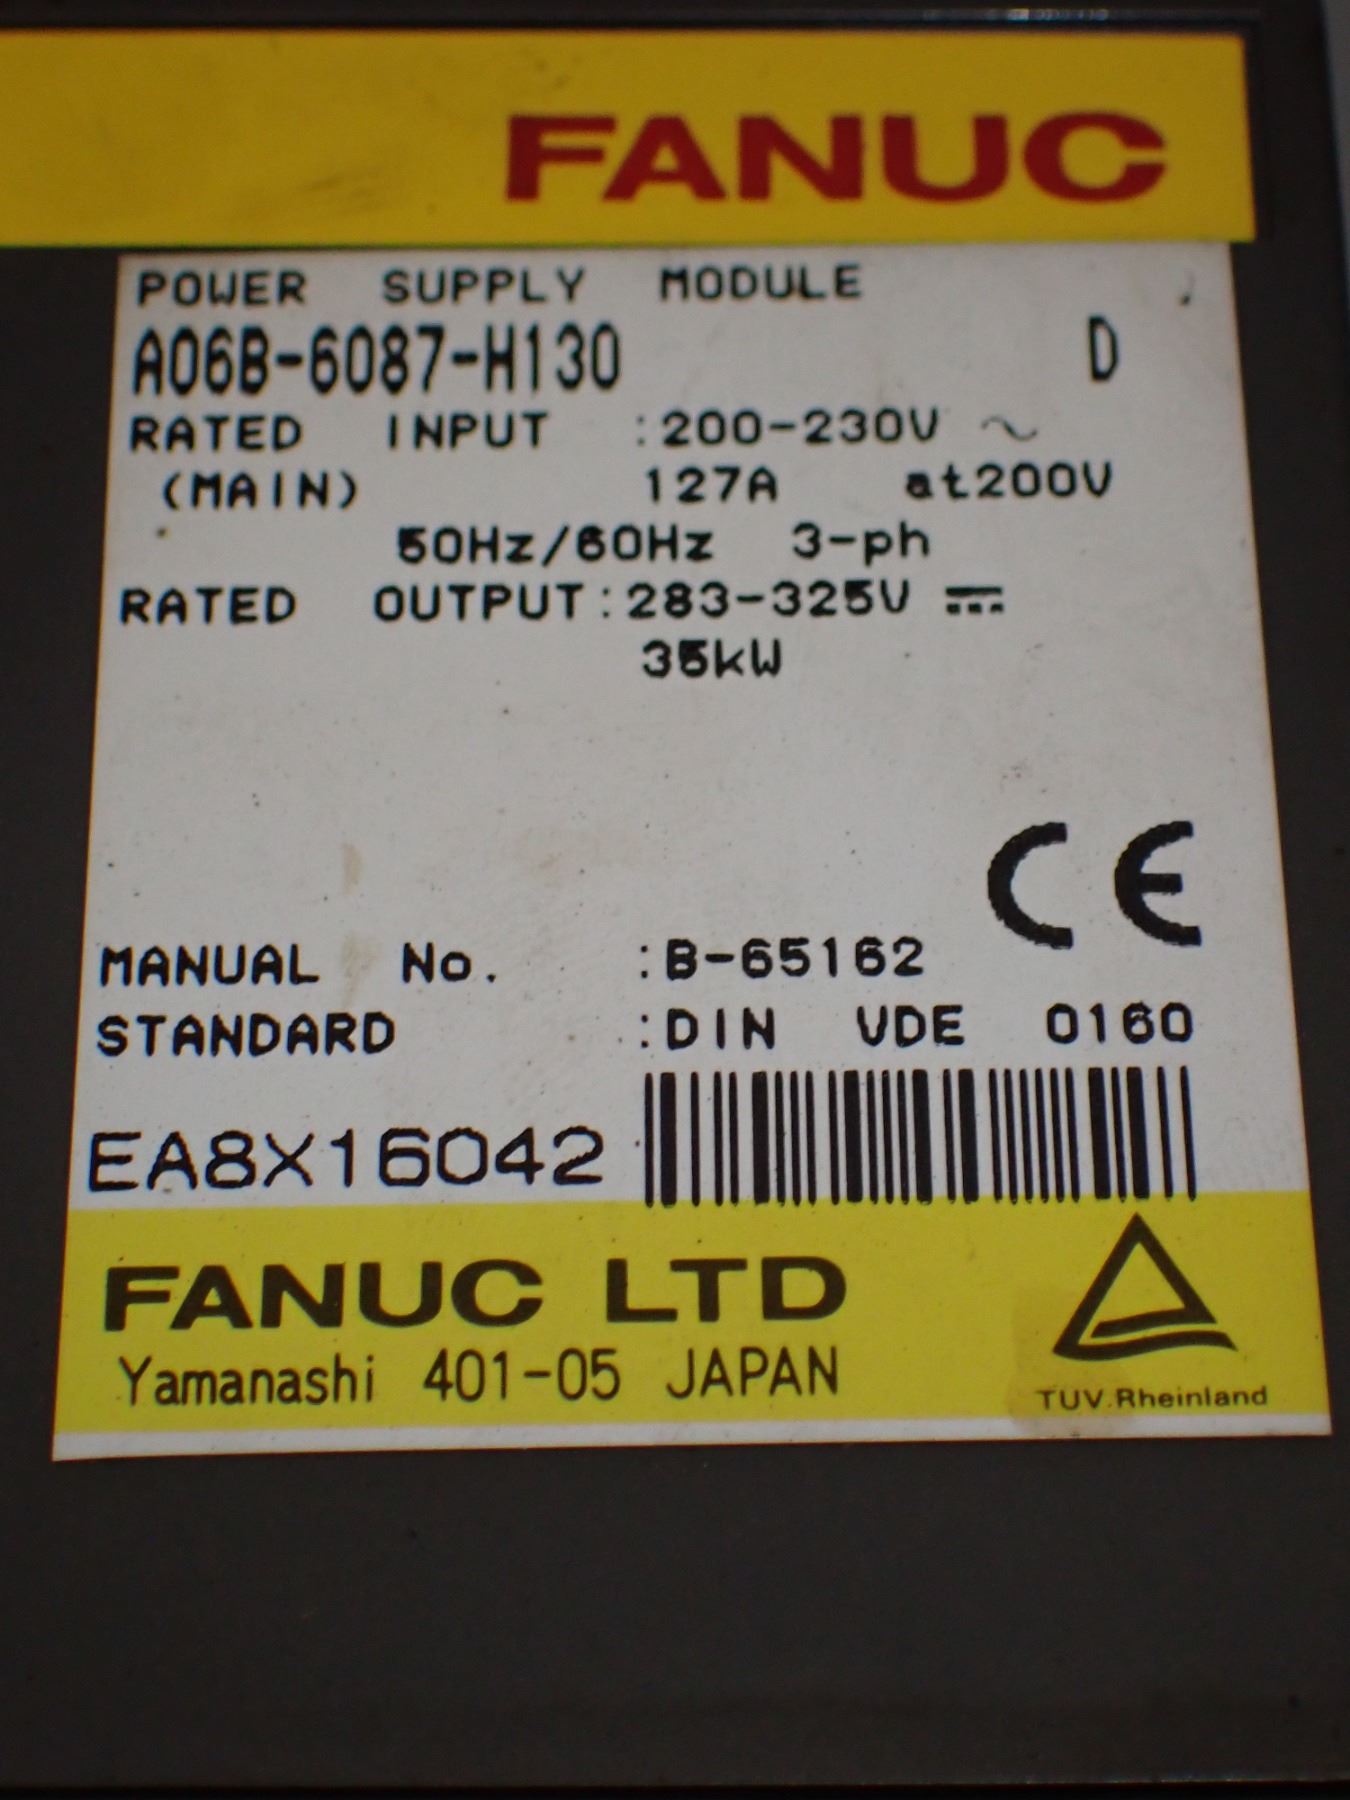 FANUC
POWER SUPPLY MODULE
A06B-6087-H130 D
RATED INPUT :200-230V ~
(MAIN) 127A at200V
50Hz/60Hz 3-ph
RATED OUTPUT:283-325V ⎓
35kW
CE
MANUAL No. :B-65162
STANDARD :DIN VDE 0160
EA8X16042
FANUC LTD
Yamanashi 401-05 JAPAN
TUV.Rheinland